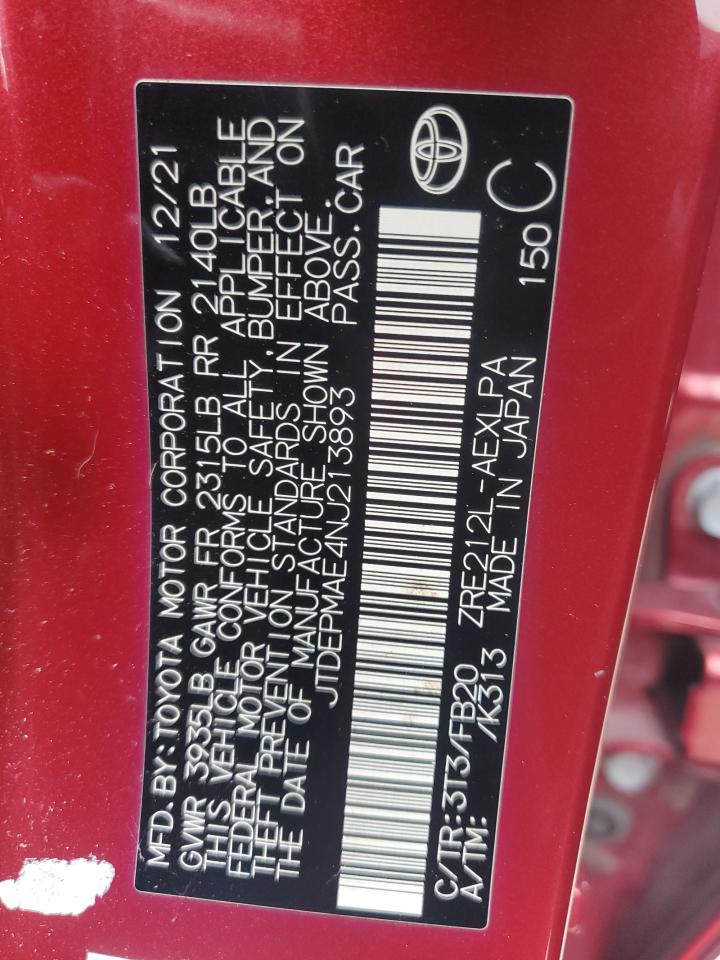 MFD.BY:TOYOTA MOTOR CORPORATION 12/21
GVWR 3935LB GAWR FR 2315LB RR 2140LB
THIS VEHICLE CONFORMS TO ALL APPLICABLE
FEDERAL MOTOR VEHICLE SAFETY,BUMPER,AND
THEFT PREVENTION STANDARDS IN EFFECT ON
THE DATE OF MANUFACTURE SHOWN ABOVE.
JTDEPMAE4NJ213893 PASS.CAR
C/TR:3T3/FB20 ZRE212L-AEXLPA
A/TM: /K313 MADE IN JAPAN
150 C